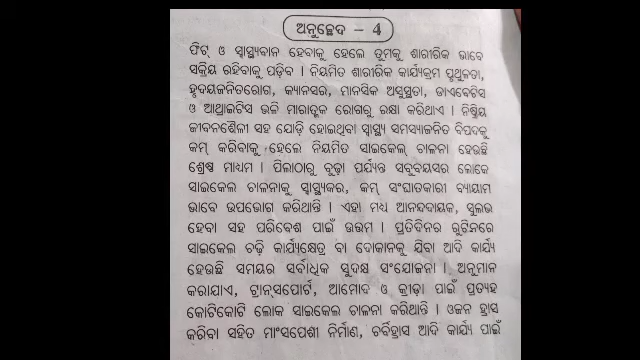 ଅନୁଚ୍ଛେଦ – 4
ଫିଟ୍ ଓ ସ୍ୱାସ୍ଥ୍ୟବାନ ହେବାକୁ ହେଲେ ତୁମକୁ ଶାରୀରିକ ଭାବେ
ସକ୍ରିୟ ରହିବାକୁ ପଡ଼ିବ । ନିୟମିତ ଶାରୀରିକ କାର୍ଯ୍ୟକ୍ରମ ପୃଥୁଳତା,
ହୃଦୟଜନିତରୋଗ, କ୍ୟାନସର, ମାନସିକ ଅସୁସ୍ଥତା, ଡାଏବେଟିସ
ଓ ଆଥ୍ରାଇଟିସ ଭଳି ମାରାତ୍ମକ ରୋଗରୁ ରକ୍ଷା କରିଥାଏ । ନିଷ୍କ୍ରିୟ
ଜୀବନଶୈଳୀ ସହ ଯୋଡ଼ି ହୋଇଥିବା ସ୍ୱାସ୍ଥ୍ୟ ସମସ୍ୟାଜନିତ ବିପଦକୁ
କମ୍ କରିବାକୁ ହେଲେ ନିୟମିତ ସାଇକେଲ୍ ଚାଳନା ହେଉଛି
ଶ୍ରେଷ୍ଠ ମାଧ୍ୟମ । ପିଲାଠାରୁ ବୁଢ଼ା ପର୍ଯ୍ୟନ୍ତ ସବୁବୟସର ଲୋକେ
ସାଇକେଲ ଚାଳନାକୁ ସ୍ୱାସ୍ଥ୍ୟକର, କମ୍ ସଂଘାତକାରୀ ବ୍ୟାୟାମ
ଭାବେ ଉପଭୋଗ କରିଥାନ୍ତି । ଏହା ମଧ୍ୟ ଆନନ୍ଦଦାୟକ, ସୁଲଭ
ହେବା ସହ ପରିବେଶ ପାଇଁ ଉତ୍ତମ । ପ୍ରତିଦିନର ରୁଟିନରେ
ସାଇକେଲ ଚଢ଼ି କାର୍ଯ୍ୟକ୍ଷେତ୍ର ବା ଦୋକାନକୁ ଯିବା ଆଦି କାର୍ଯ୍ୟ
ହେଉଛି ସମୟର ସର୍ବାଧିକ ସୁଦକ୍ଷ ସଂଯୋଜନା । ଅନୁମାନ
କରାଯାଏ, ଟ୍ରାନ୍‌ସପୋର୍ଟ, ଆମୋଦ ଓ କ୍ରୀଡ଼ା ପାଇଁ ପ୍ରତ୍ୟହ
କୋଟିକୋଟି ଲୋକ ସାଇକେଲ ଚାଳନା କରିଥାନ୍ତି । ଓଜନ ହ୍ରାସ
କରିବା ସହିତ ମାଂସପେଶୀ ନିର୍ମାଣ, ଚର୍ବିହ୍ରାସ ଆଦି କାର୍ଯ୍ୟ ପାଇଁ